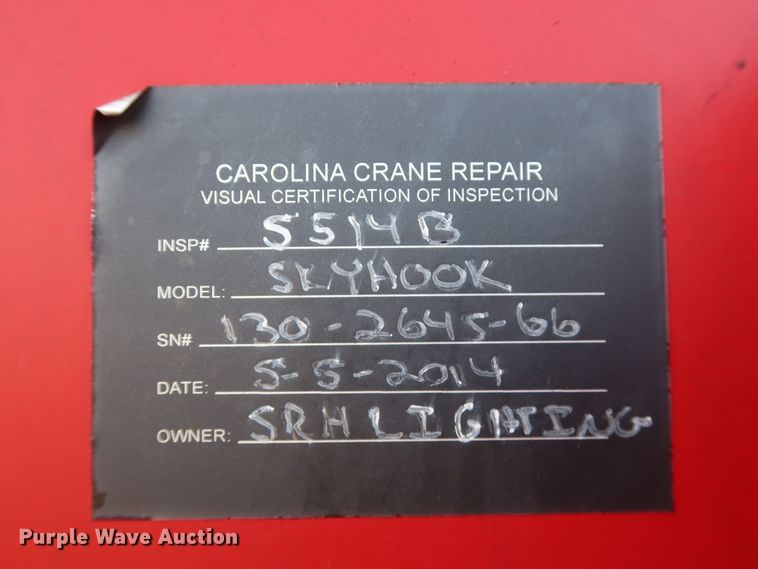 CAROLINA CRANE REPAIR
VISUAL CERTIFICATION OF INSPECTION
INSP# 5514B
MODEL: SKYHOOK
SN# 130-2645-66
DATE: 5-5-2014
OWNER: SRH LIGHTING
Purple Wave Auction